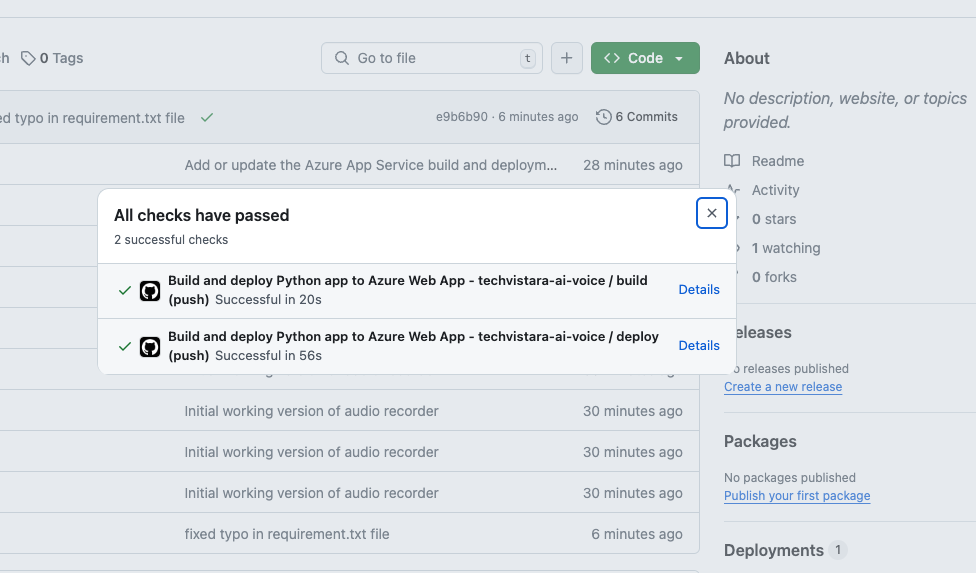 0 Tags
Go to file
t
Code
About
No description, website, or topics
provided.
typo in requirement.txt file
e9b6b90 · 6 minutes ago
6 Commits
Readme
Add or update the Azure App Service build and deploym...
28 minutes ago
Activity
0 stars
1 watching
0 forks
All checks have passed
2 successful checks
Build and deploy Python app to Azure Web App - techvistara-ai-voice / build
(push) Successful in 20s
Details
Build and deploy Python app to Azure Web App - techvistara-ai-voice / deploy
(push) Successful in 56s
Details
releases published
Create a new release
Initial working version of audio recorder
30 minutes ago
Initial working version of audio recorder
30 minutes ago
Packages
No packages published
Publish your first package
Initial working version of audio recorder
30 minutes ago
fixed typo in requirement.txt file
6 minutes ago
Deployments 1